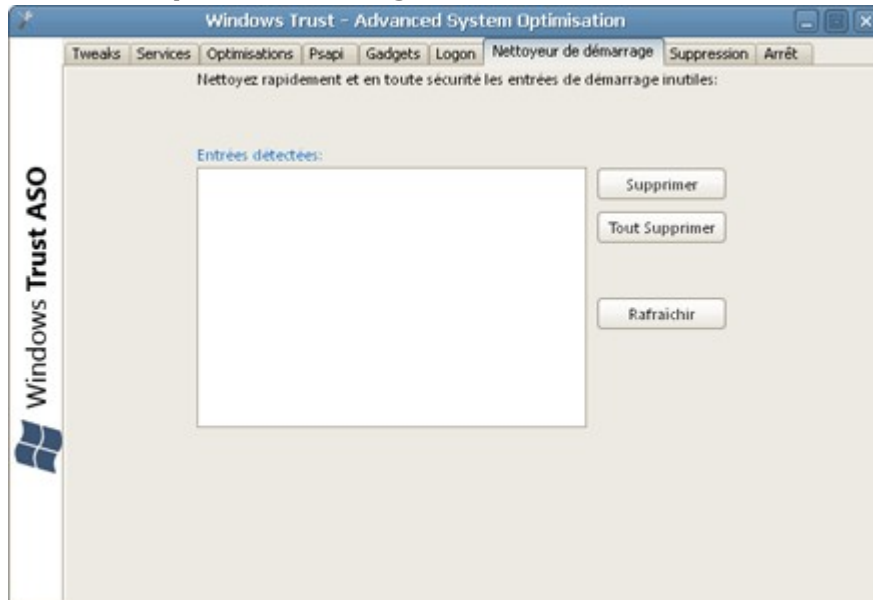 Windows Trust - Advanced System Optimisation
Tweaks Services Optimisations Psapi Gadgets Logon Nettoyeur de démarrage Suppression Arrêt
Nettoyez rapidement et en toute sécurité les entrées de démarrage inutiles:
Entrées détectées:
Supprimer
Tout Supprimer
Rafraichir
Windows Trust ASO